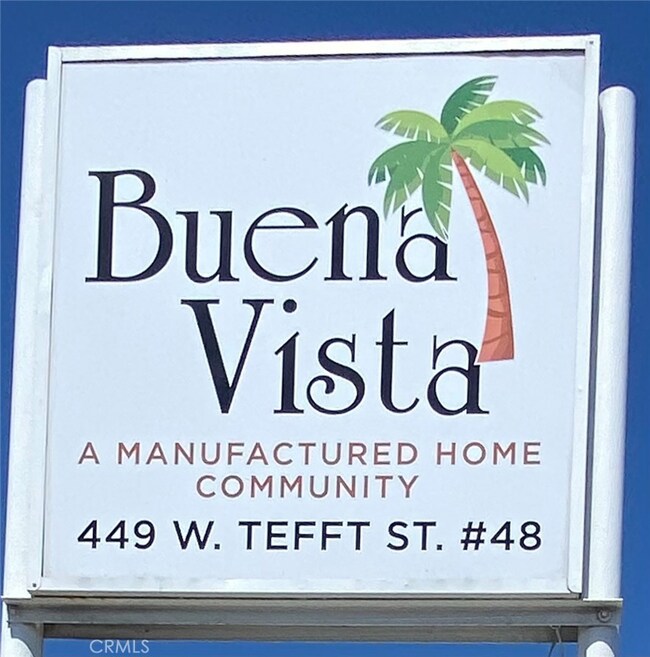 Buena
Vista
A MANUFACTURED HOME
COMMUNITY
449 W. TEFFT ST. #48
CRMLS